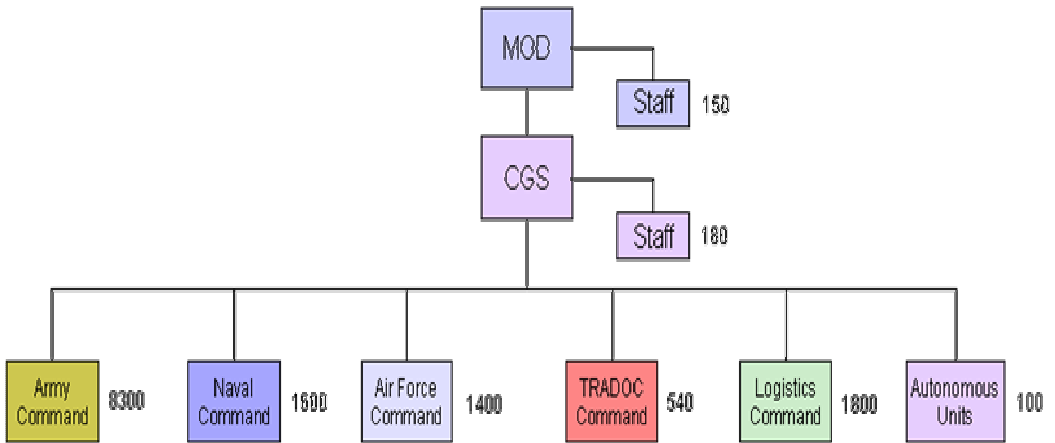 MOD
Staff 150
CGS
Staff 180
Army
Command 8300
Naval
Command
Air Force
Command 1400
TRADOC
Command 540
Logistics
Command 1800
Autonomous
Units 100